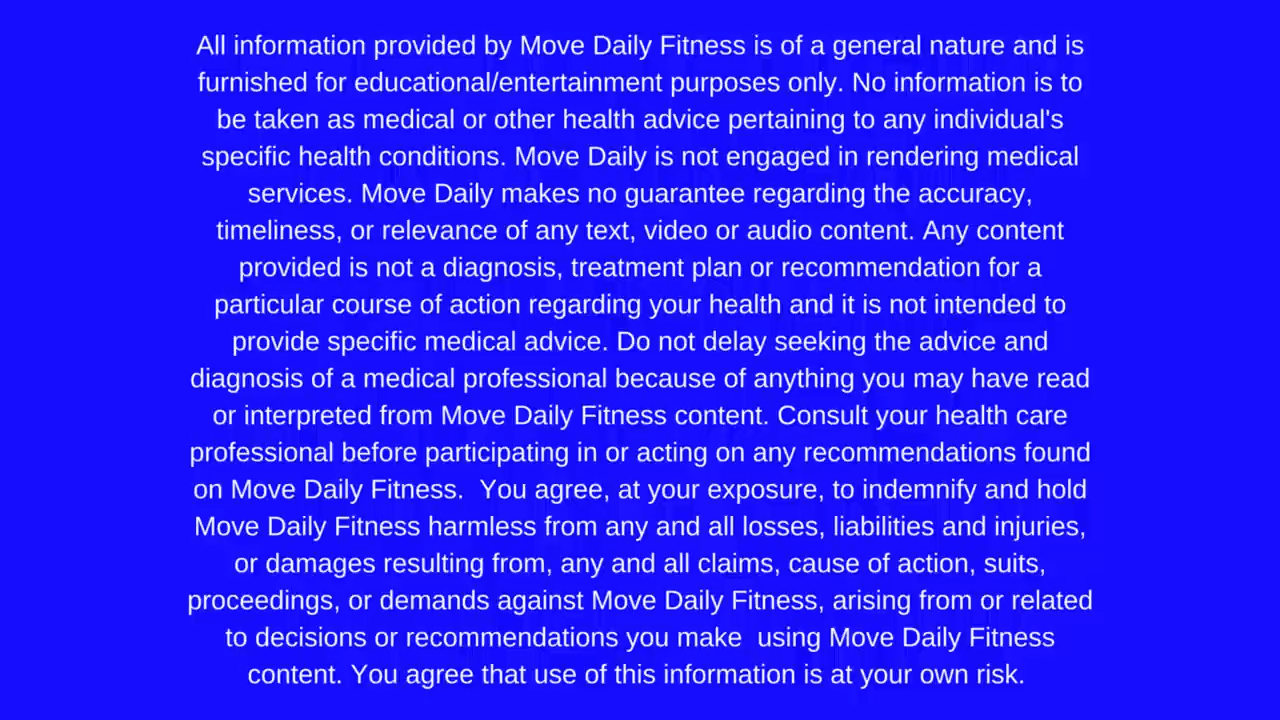 All information provided by Move Daily Fitness is of a general nature and is
furnished for educational/entertainment purposes only. No information is to
be taken as medical or other health advice pertaining to any individual's
specific health conditions. Move Daily is not engaged in rendering medical
services. Move Daily makes no guarantee regarding the accuracy,
timeliness, or relevance of any text, video or audio content. Any content
provided is not a diagnosis, treatment plan or recommendation for a
particular course of action regarding your health and it is not intended to
provide specific medical advice. Do not delay seeking the advice and
diagnosis of a medical professional because of anything you may have read
or interpreted from Move Daily Fitness content. Consult your health care
professional before participating in or acting on any recommendations found
on Move Daily Fitness.  You agree, at your exposure, to indemnify and hold
Move Daily Fitness harmless from any and all losses, liabilities and injuries,
or damages resulting from, any and all claims, cause of action, suits,
proceedings, or demands against Move Daily Fitness, arising from or related
to decisions or recommendations you make  using Move Daily Fitness
content. You agree that use of this information is at your own risk.